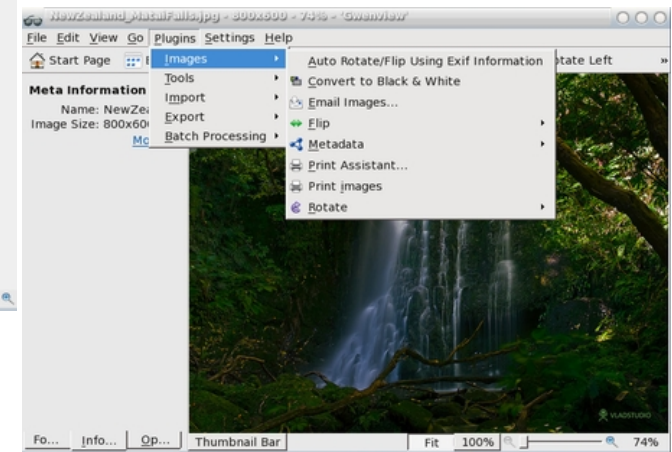 NewZealand_MataiFalls.jpg - 800x600 - 74% - 'Gwenview'
File Edit View Go Plugins Settings Help
Start Page
tate Left »
Images
Tools
Import
Export
Batch Processing
Auto Rotate/Flip Using Exif Information
Convert to Black & White
Email Images...
Flip
Metadata
Print Assistant...
Print images
Rotate
Meta Information
Name: NewZea
Image Size: 800x60
Mo
VLADSTUDIO
Fo... Info... Op... Thumbnail Bar Fit 100% 74%